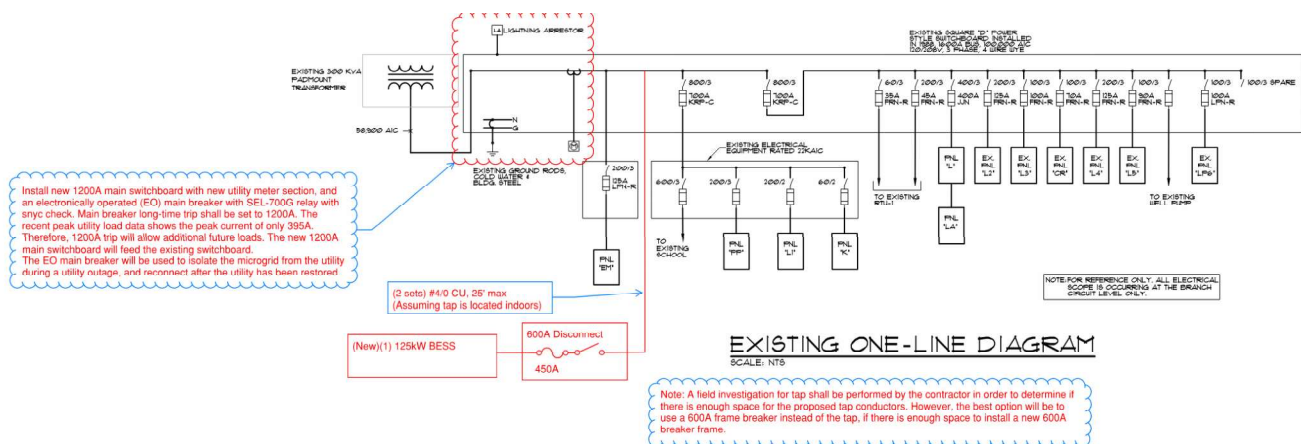 LA LIGHTNING ARRESTOR
EXISTING SQUARE "D" POWER
STYLE SWITCHBOARD INSTALLED
IN 1988, 1600A BUS, 100,000 AIC
120/208V, 3 PHASE, 4 WIRE WYE
EXISTING 300 KVA
PADMOUNT
TRANSFORMER
N
G
M
EXISTING GROUND RODS,
COLD WATER &
BLDG. STEEL
200/3
125A
LPN-R
PNL
"EM"
800/3
700A
KRP-C
800/3
700A
KRP-C
60/3
35A
FRN-R
200/3
45A
FRN-R
400/3
400A
JJN
200/3
125A
FRN-R
100/3
100A
FRN-R
100/3
70A
FRN-R
200/3
125A
FRN-R
100/3
90A
FRN-R
100/3
100A
LPN-R
100/3 SPARE
EXISTING ELECTRICAL
EQUIPMENT RATED 22KAIC
600/3
200/3
200/2
60/2
TO
EXISTING
SCHOOL
PNL
"PP"
PNL
"L1"
PNL
"K"
TO EXISTING
PNL
"L"
PNL
"LA"
EX.
PNL
"L2"
EX.
PNL
"L3"
EX.
PNL
"CR"
EX.
PNL
"L4"
EX.
PNL
"L5"
TO
EXISTING
WELL PUMP
EX.
PNL
"LP6"
Install new 1200A main switchboard with new utility meter section, and
an electronically operated (EO) main breaker with SEL-700G relay with
snyc check. Main breaker long-time trip shall be set to 1200A. The
recent peak utility load data shows the peak current of only 395A.
Therefore, 1200A trip will allow additional future loads. The new 1200A
main switchboard will feed the existing switchboard.
The EO main breaker will be used to isolate the microgrid from the utility
during a utility outage, and reconnect after the utility has been restored
(2 sets) #4/0 CU, 25' max
(Assuming tap is located indoors)
(New)(1) 125kW BESS
600A Disconnect
450A
NOTE: FOR REFERENCE ONLY. ALL ELECTRICAL
SCOPE IS OCCURRING AT THE BRANCH
CIRCUIT LEVEL ONLY.
EXISTING ONE-LINE DIAGRAM
SCALE: NTS
Note: A field investigation for tap shall be performed by the contractor in order to determine if
there is enough space for the proposed tap conductors. However, the best option will be to
use a 600A frame breaker instead of the tap, if there is enough space to install a new 600A
breaker frame.